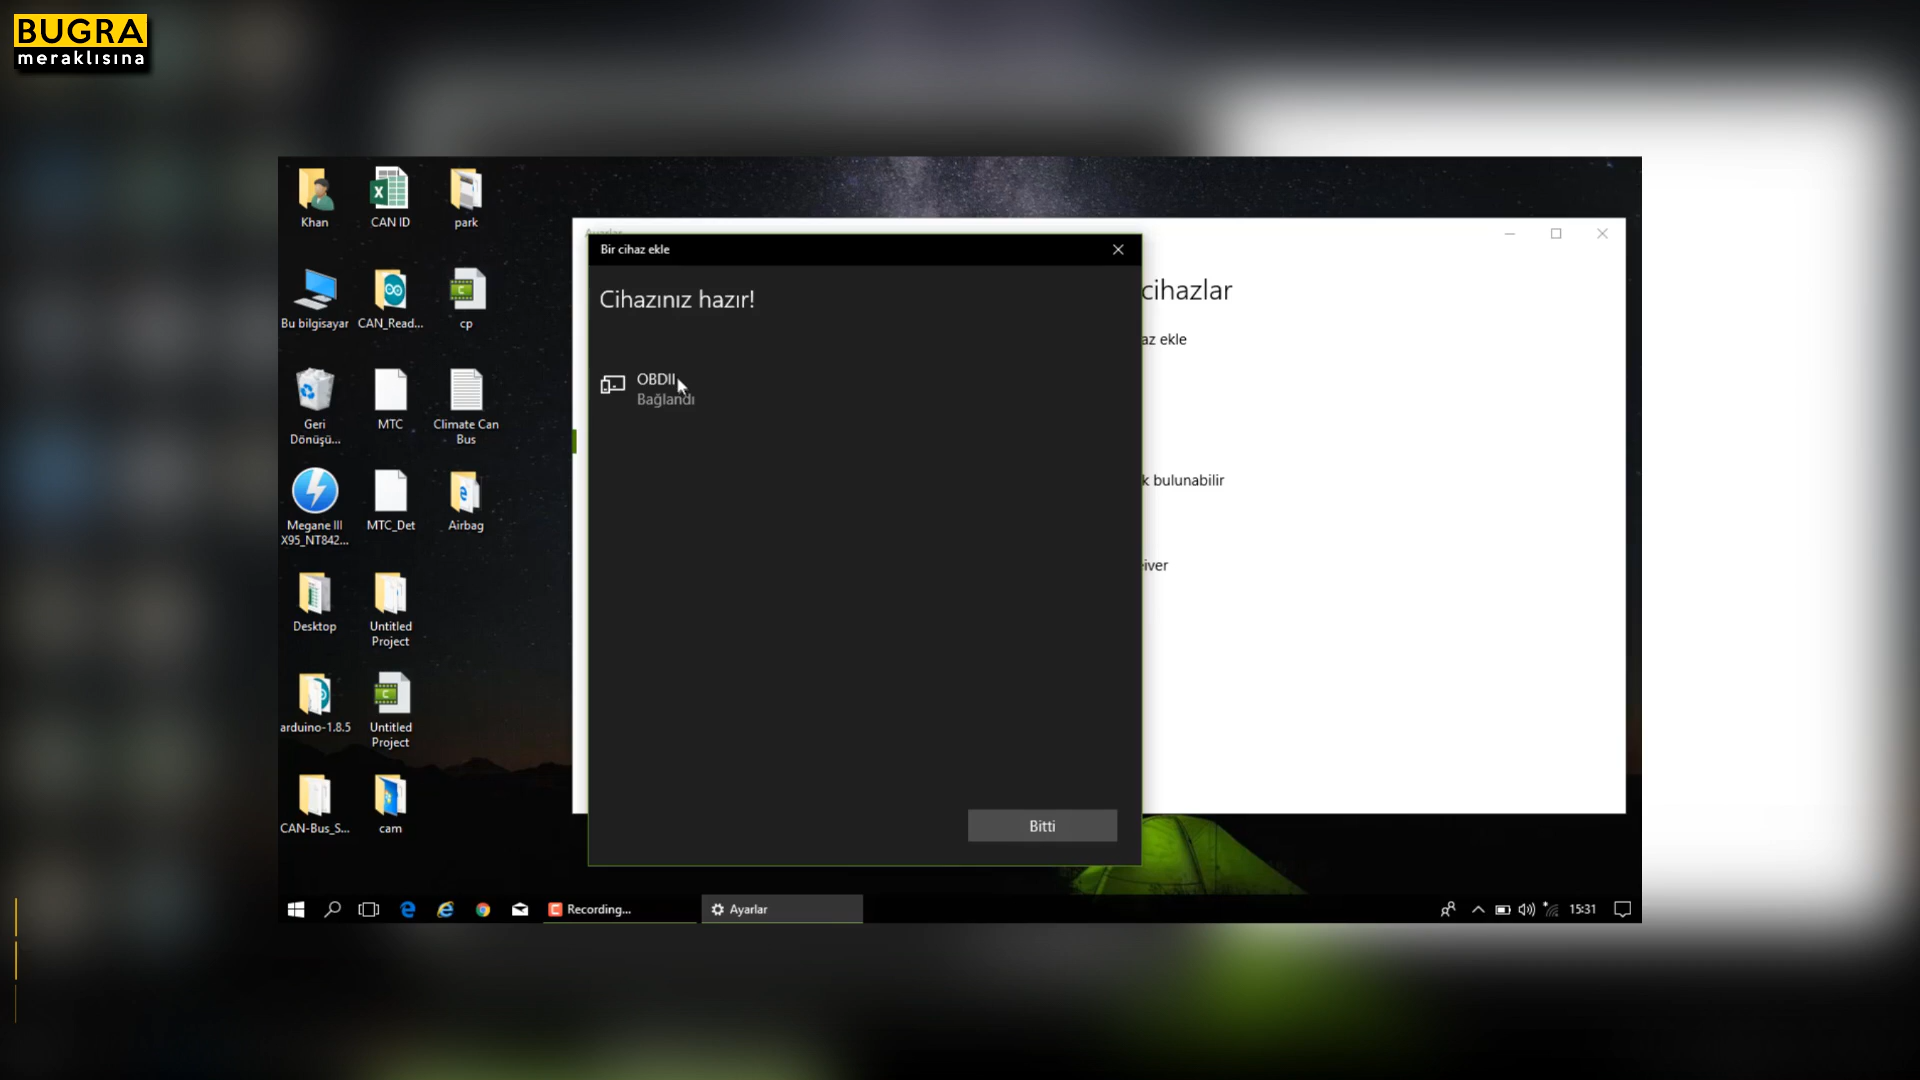 BUGRA
meraklısına
Khan
CAN ID
park
Bu bilgisayar
CAN_Read...
cp
Geri
Dönüşü...
MTC
Climate Can
Bus
Megane III
X95_NT842...
MTC_Det
Airbag
Desktop
Untitled
Project
arduino-1.8.5
Untitled
Project
CAN-Bus_S...
cam
Bir cihaz ekle
Cihazınız hazır!
OBDII
Bağlandı
Bitti
cihazlar
az ekle
k bulunabilir
iver
Recording...
Ayarlar
15:31